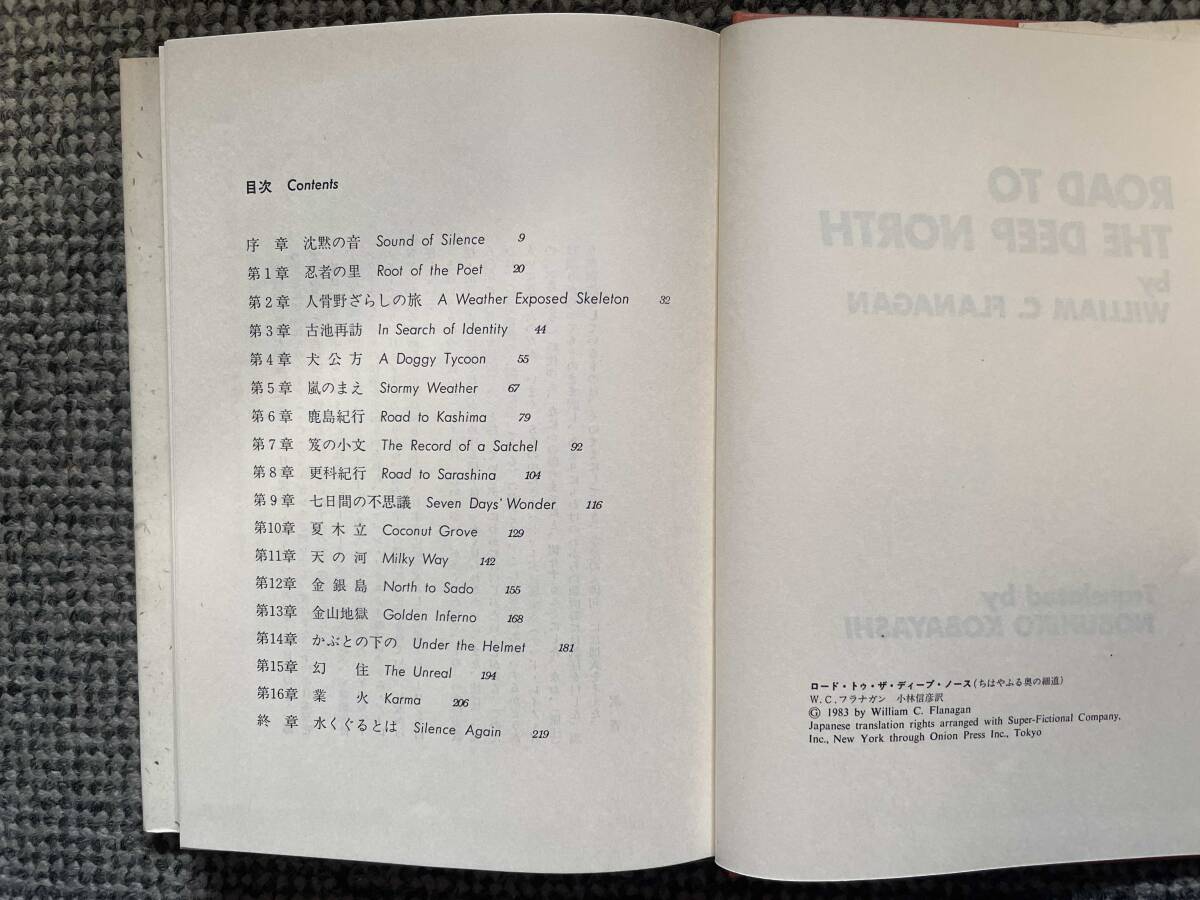 目次 Contents
序章 沈黙の音 Sound of Silence 9
第1章 忍者の里 Root of the Poet 20
第2章 人骨野ざらしの旅 A Weather Exposed Skeleton 32
第3章 古池再訪 In Search of Identity 44
第4章 犬公方 A Doggy Tycoon 55
第5章 嵐のまえ Stormy Weather 67
第6章 鹿島紀行 Road to Kashima 79
第7章 笈の小文 The Record of a Satchel 92
第8章 更科紀行 Road to Sarashina 104
第9章 七日間の不思議 Seven Days' Wonder 116
第10章 夏木立 Coconut Grove 129
第11章 天の河 Milky Way 142
第12章 金銀島 North to Sado 155
第13章 金山地獄 Golden Inferno 168
第14章 かぶとの下の Under the Helmet 181
第15章 幻住 The Unreal 194
第16章 業火 Karma 206
終章 水くぐるとは Silence Again 219
ROAD TO
THE DEEP NORTH
by
WILLIAM C. FLANAGAN
Translated by
NOBUHIKO KOBAYASHI
ロード・トゥ・ザ・ディープ・ノース(ちはやふる奥の細道)
W.C.フラナガン 小林信彦訳
Ⓖ 1983 by William C. Flanagan
Japanese translation rights arranged with Super-Fictional Company,
Inc., New York through Onion Press Inc., Tokyo